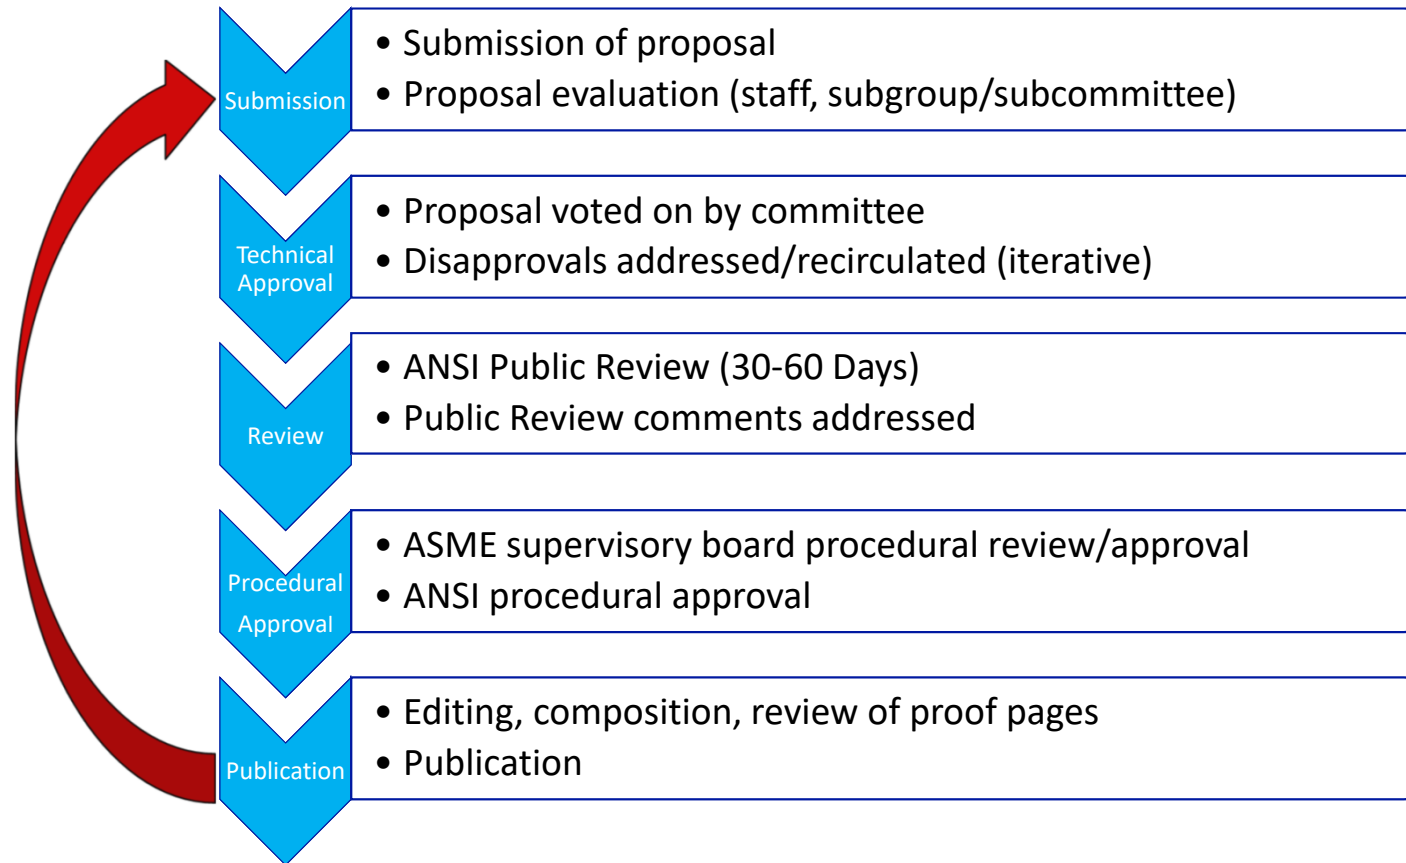 Submission
• Submission of proposal
• Proposal evaluation (staff, subgroup/subcommittee)
Technical
Approval
• Proposal voted on by committee
• Disapprovals addressed/recirculated (iterative)
Review
• ANSI Public Review (30-60 Days)
• Public Review comments addressed
Procedural
Approval
• ASME supervisory board procedural review/approval
• ANSI procedural approval
Publication
• Editing, composition, review of proof pages
• Publication